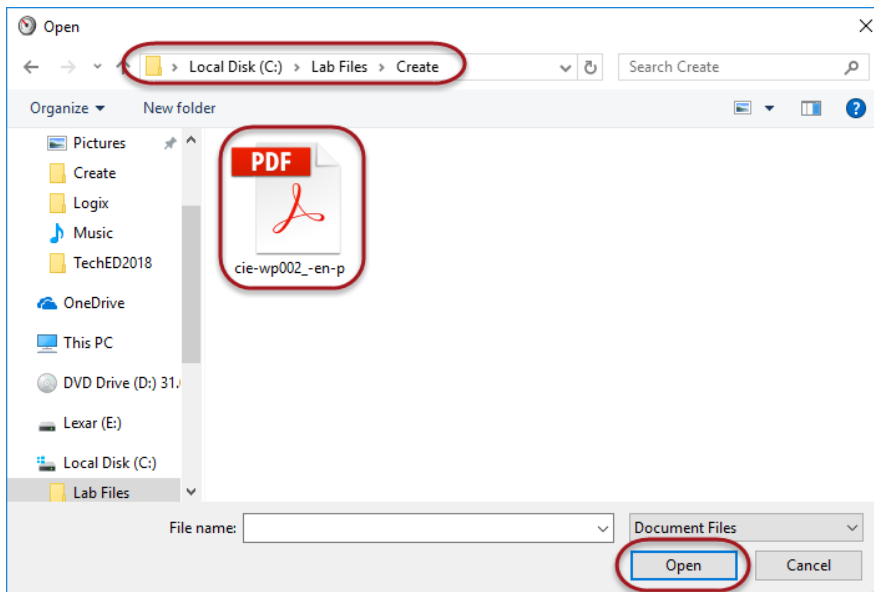 Open
Local Disk (C:) > Lab Files > Create
Search Create
Organize
New folder
Pictures
Create
Logix
Music
TechED2018
OneDrive
This PC
DVD Drive (D:) 31.
Lexar (E:)
Local Disk (C:)
Lab Files
PDF
cie-wp002_-en-p
File name:
Document Files
Open
Cancel